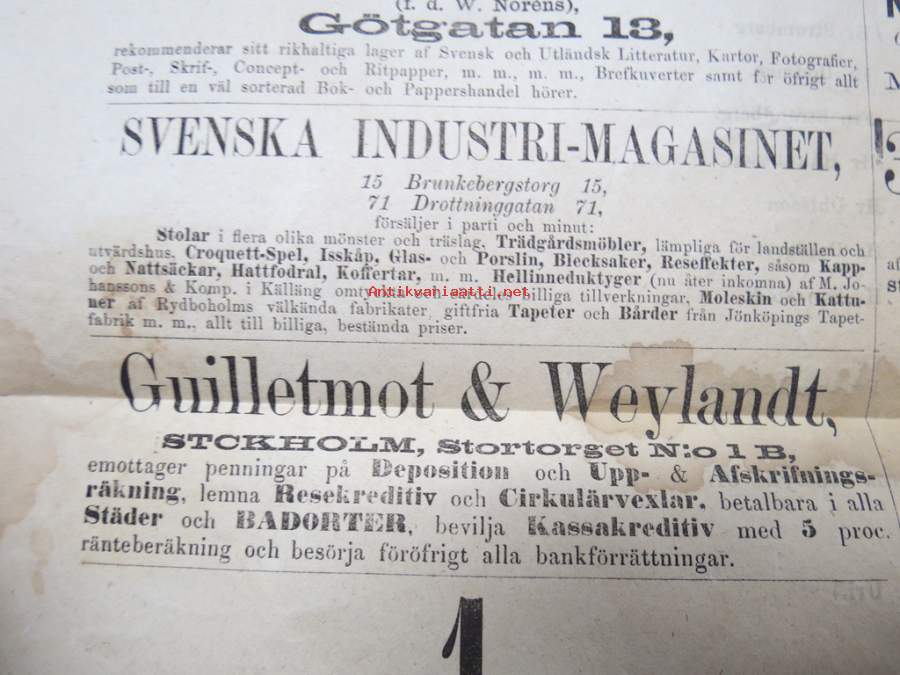 (f. d. W. Noréns),
Götgatan 13,
rekommenderar sitt rikhaltiga lager af Svensk och Utländsk Litteratur, Kartor, Fotografier,
Post-, Skrif-, Concept- och Ritpapper, m. m., m. m., Brefkuverter samt för öfrigt allt
som till en väl sorterad Bok- och Pappershandel hörer.
SVENSKA INDUSTRI-MAGASINET,
15 Brunkebergstorg 15,
71 Drottninggatan 71,
försäljer i parti och minut:
Stolar i flera olika mönster och träslag, Trädgårdsmöbler, lämpliga för landställen och
utvärdshus. Croquett-Spel, Isskåp, Glas- och Porslin, Blecksaker, Reseffekter, såsom Kapp-
och Nattsäckar, Hattfodral, Koffertar, m. m. Hellinneduktyger (nu åter inkomna) af M. Jo-
hanssons & Komp. i Källäng billiga tillverkningar, Moleskin och Kattu-
Antikvariaatti.net
ner af Rydboholms välkända fabrikater, giftfria Tapeter och Bårder från Jönköpings Tapet-
fabrik m. m., allt till billiga, bestämda priser.
Guilletmot & Weylandt,
STCKHOLM, Stortorget N:o 1 B,
emottager penningar på Deposition och Upp- & Afskrifnings-
räkning, lemna Resekreditiv och Cirkulärvexlar, betalbara i alla
Städer och BADORTER, bevilja Kassakreditiv med 5 proc.
ränteberäkning och besörja föröfrigt alla bankförrättningar.
1